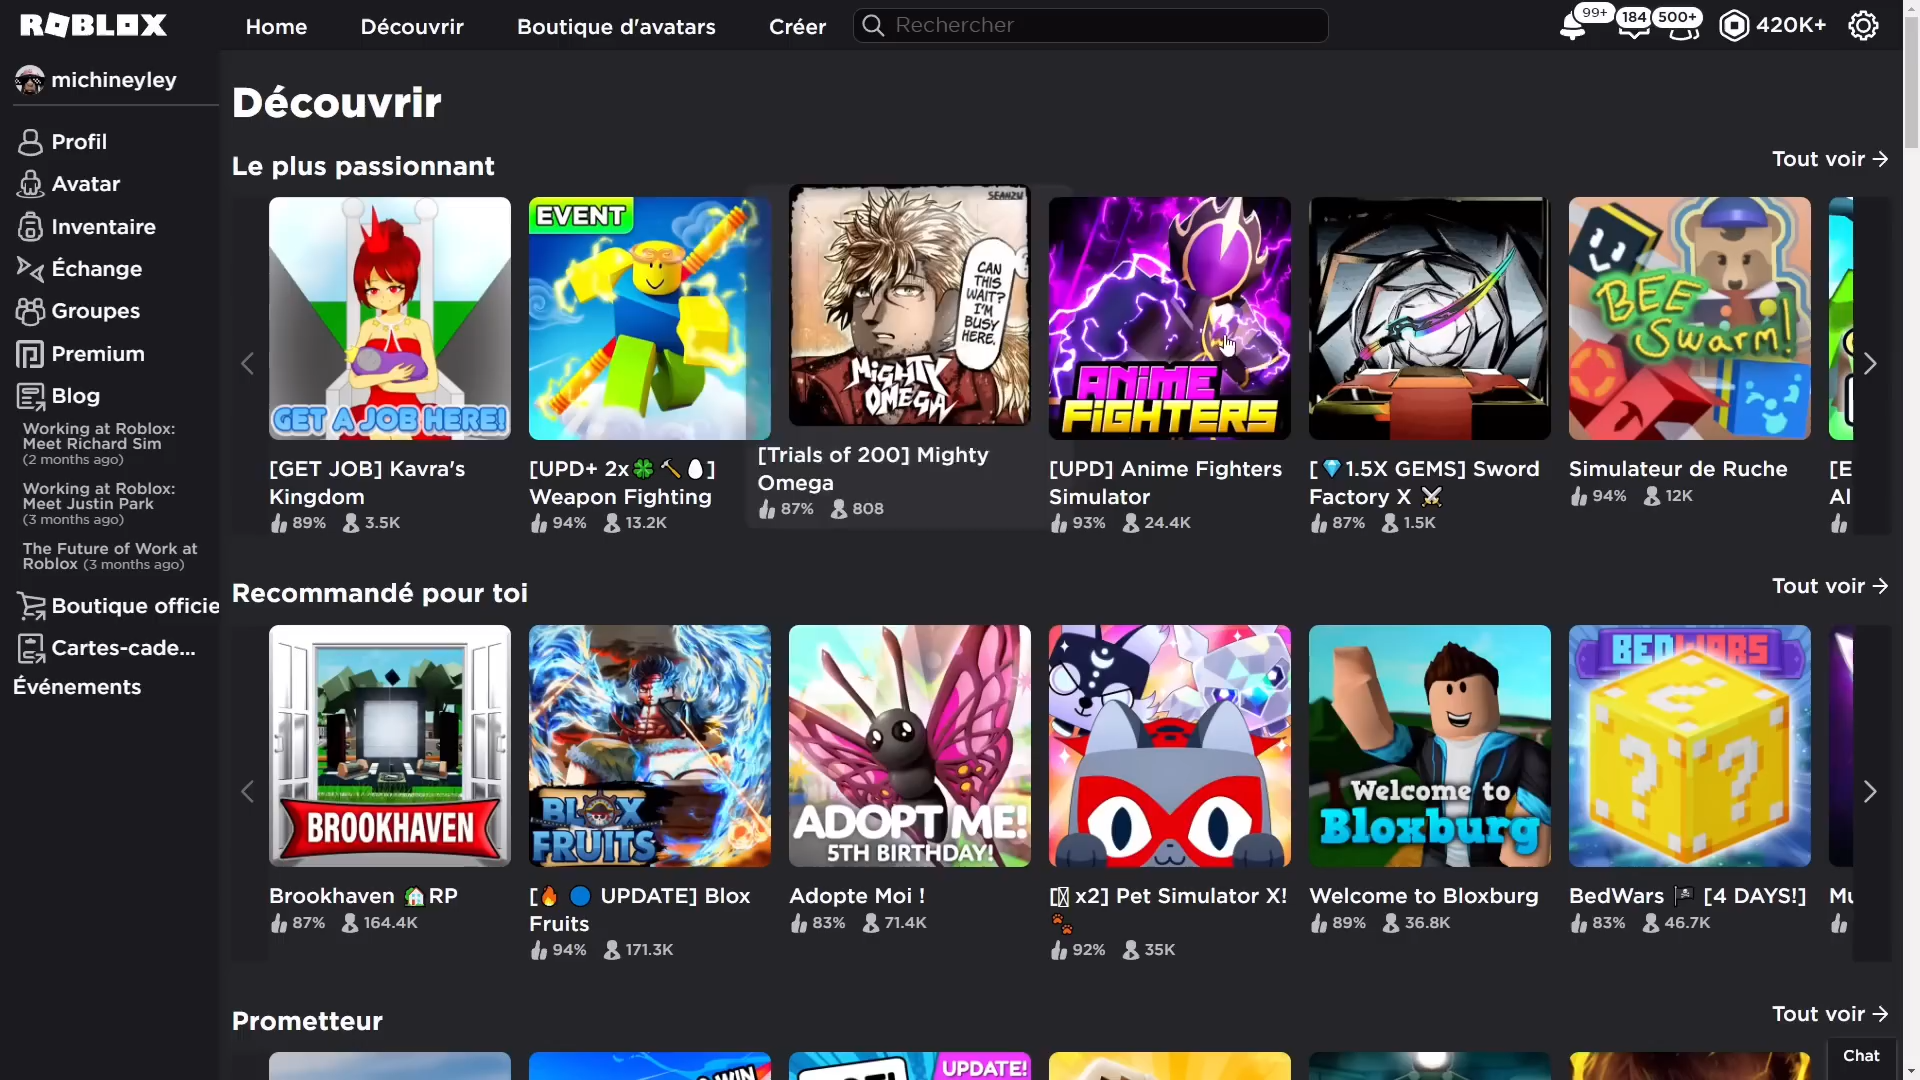 ROBLOX
Home
Découvrir
Boutique d'avatars
Créer
Rechercher
99+
184
500+
420K+
michineyley
Profil
Avatar
Inventaire
Échange
Groupes
Premium
Blog
Working at Roblox:
Meet Richard Sim
(2 months ago)
Working at Roblox:
Meet Justin Park
(3 months ago)
The Future of Work at
Roblox (3 months ago)
Boutique officie
Cartes-cade...
Événements
Découvrir
Le plus passionnant
Tout voir →
GET A JOB HERE!
[GET JOB] Kavra's
Kingdom
89% 3.5K
EVENT
[UPD+ 2x🍀🔨🥚]
Weapon Fighting
94% 13.2K
SEANZU
CAN
THIS
WAIT?
I'M
BUSY
HERE.
MIGHTY
OMEGA
[Trials of 200] Mighty
Omega
87% 808
ANIME
FIGHTERS
[UPD] Anime Fighters
Simulator
93% 24.4K
[💎1.5X GEMS] Sword
Factory X ⚔️
87% 1.5K
BEE
Swarm!
Simulateur de Ruche
94% 12K
[E
Al
Recommandé pour toi
Tout voir →
BROOKHAVEN
Brookhaven 🏡RP
87% 164.4K
BLOX
FRUITS
[🔥 🔵 UPDATE] Blox
Fruits
94% 171.3K
ADOPT ME!
5TH BIRTHDAY!
Adopte Moi !
83% 71.4K
[▯ x2] Pet Simulator X!
🐾
92% 35K
Welcome to
Bloxburg
Welcome to Bloxburg
89% 36.8K
BEDWARS
BedWars 🏴‍☠️ [4 DAYS!]
83% 46.7K
Mu
Prometteur
Tout voir →
WIN
UPDATE!
Chat